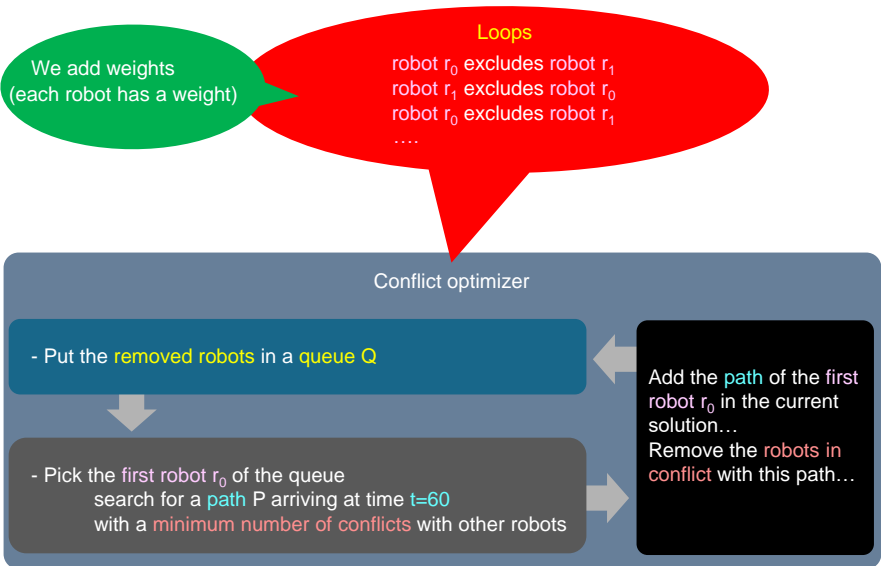 We add weights
(each robot has a weight)
Loops
robot r₀ excludes robot r₁
robot r₁ excludes robot r₀
robot r₀ excludes robot r₁
….
Conflict optimizer
- Put the removed robots in a queue Q
- Pick the first robot r₀ of the queue
search for a path P arriving at time t=60
with a minimum number of conflicts with other robots
Add the path of the first
robot r₀ in the current
solution…
Remove the robots in
conflict with this path…